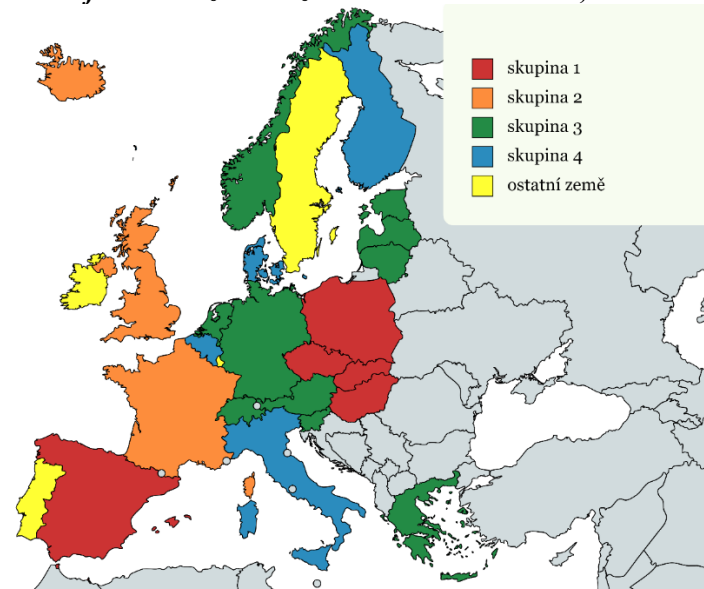 skupina 1
skupina 2
skupina 3
skupina 4
ostatní země